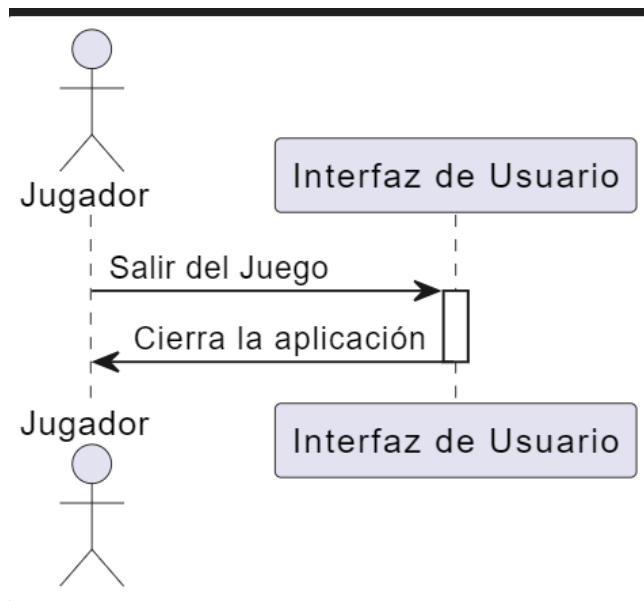 Jugador
Interfaz de Usuario
Salir del Juego
Cierra la aplicación
Jugador
Interfaz de Usuario